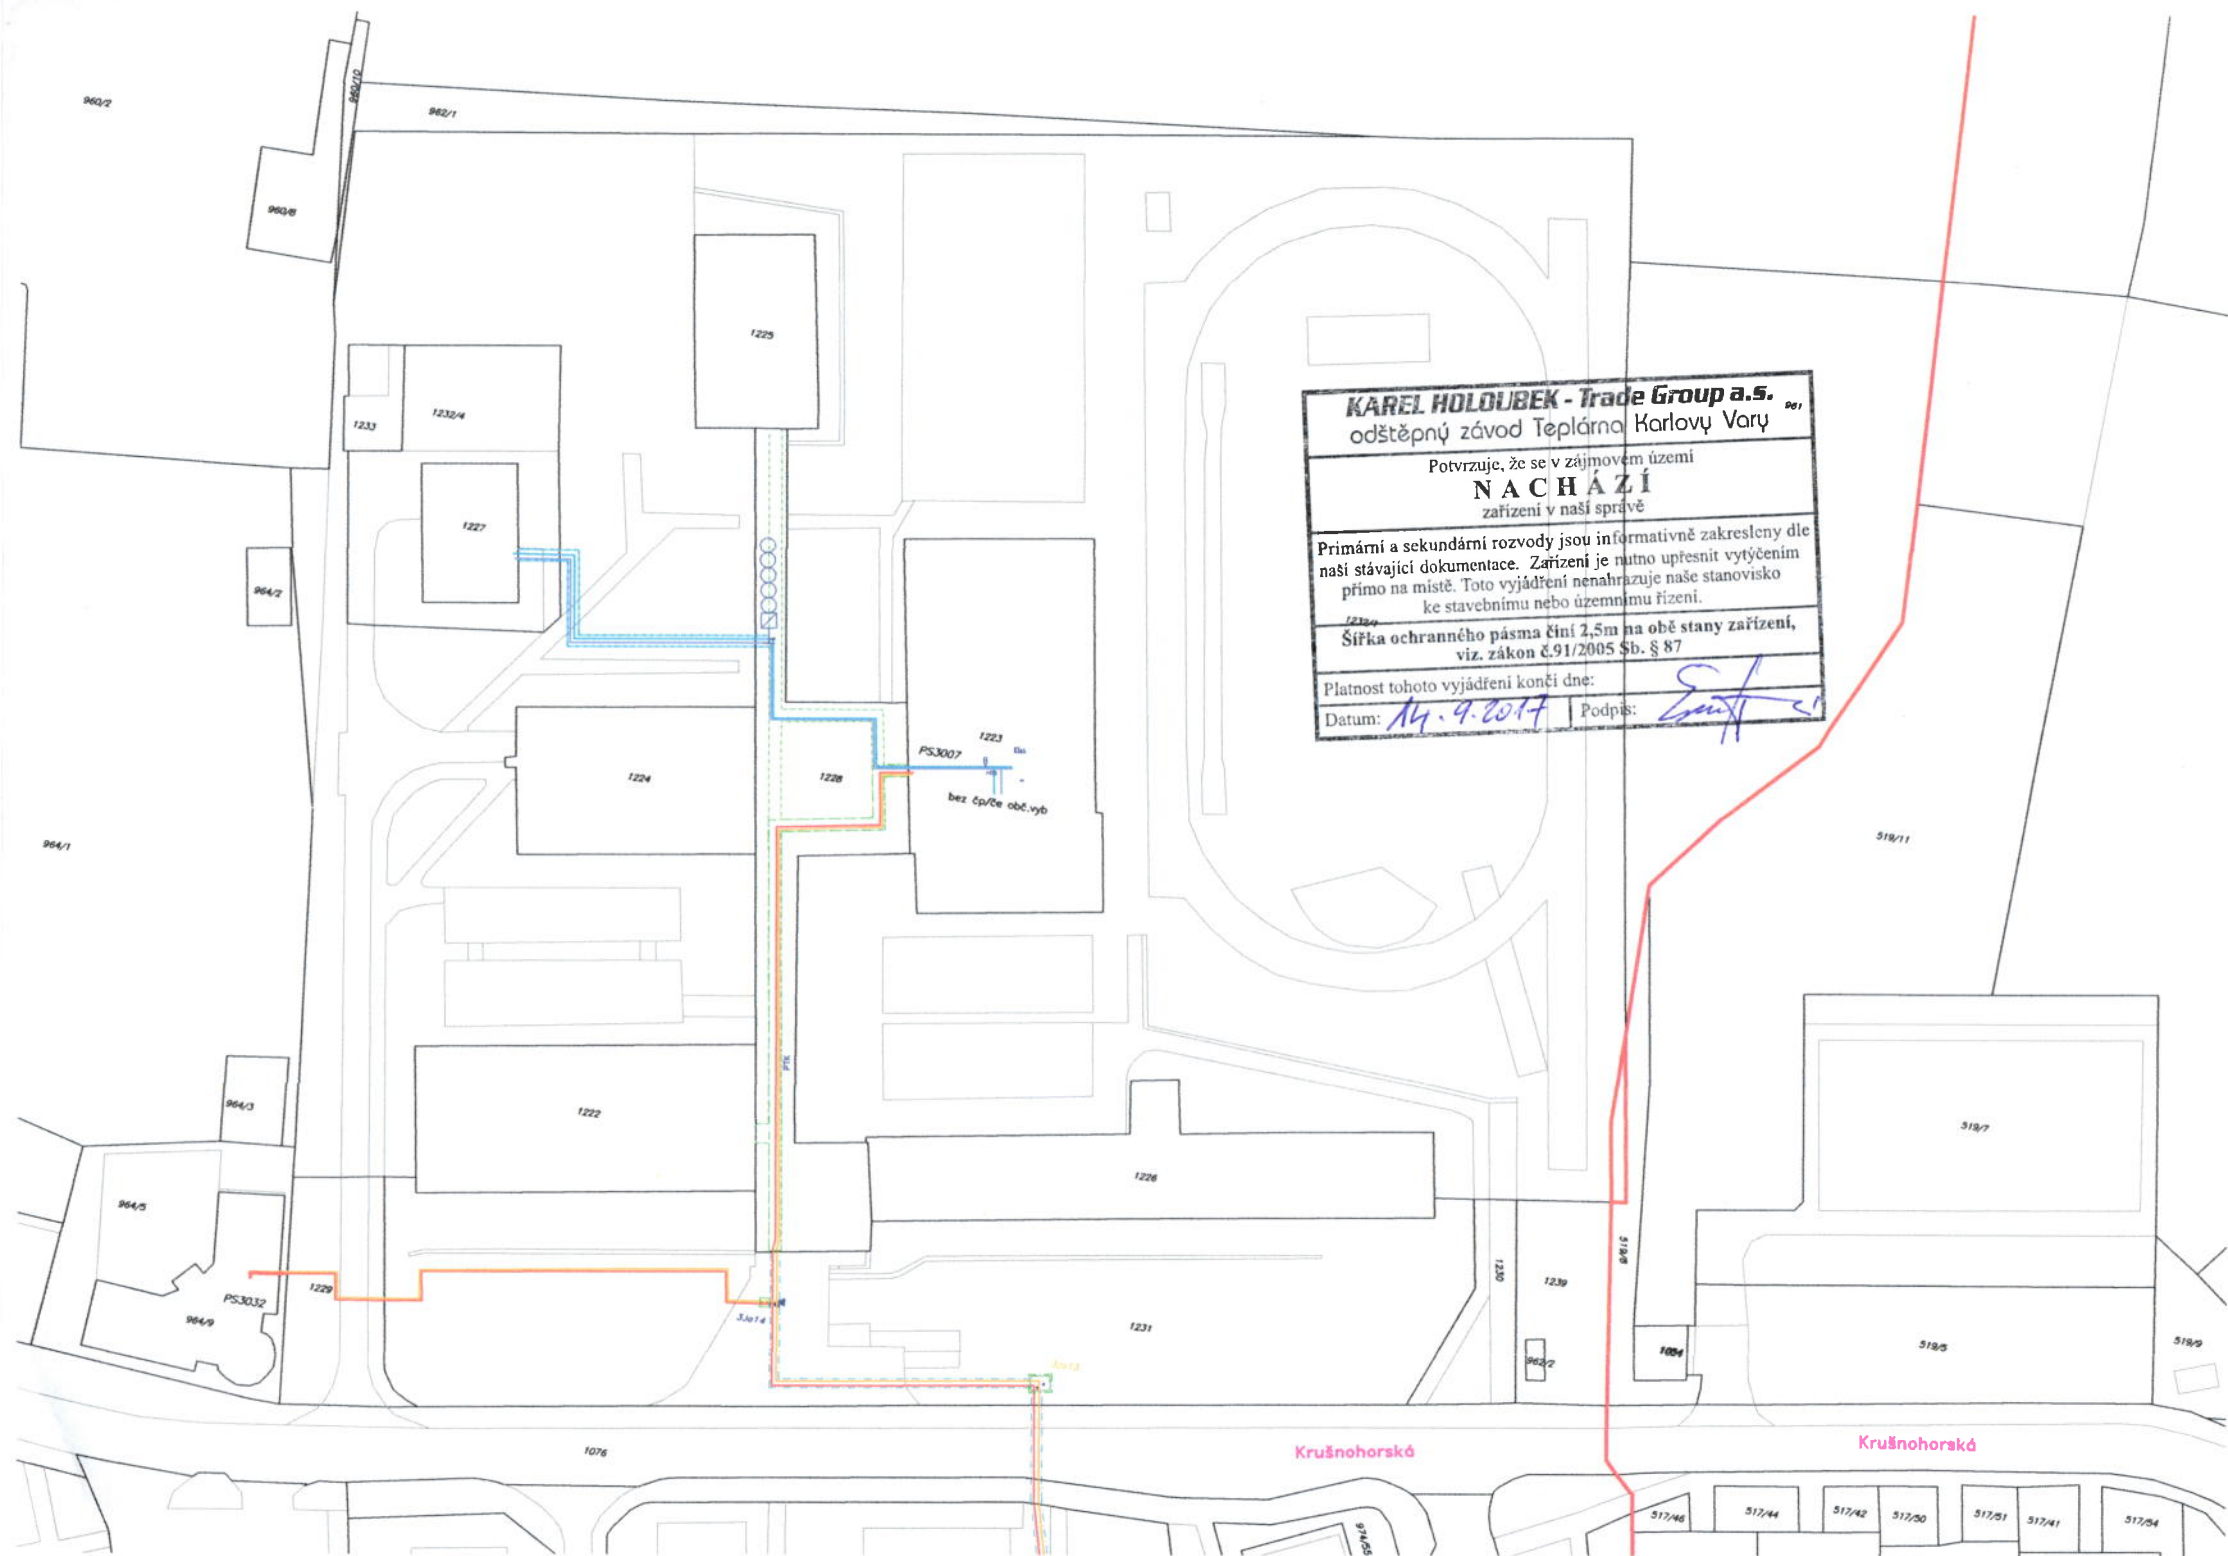 960/2
960/10
962/1
960/8
1225
1233
1232/4
1227
964/2
KAREL HOLOUBEK - Trade Group a.s.
961
odštěpný závod Teplárna Karlovy Vary
Potvrzuje, že se v zájmovém území
NACHÁZÍ
zařízení v naší správě
Primární a sekundární rozvody jsou informativně zakresleny dle
naší stávající dokumentace. Zařízení je nutno upřesnit vytýčením
přímo na místě. Toto vyjádření nenahrazuje naše stanovisko
ke stavebnímu nebo územnímu řízení.
Šířka ochranného pásma činí 2,5m na obě stany zařízení,
viz. zákon č.91/2005 Sb. § 87
Platnost tohoto vyjádření končí dne:
Datum: 14.9.2017 Podpis:
1223
PS3007
1224
1228
bez čp/če obč.vyb
964/1
519/11
PTK
964/3
1222
519/7
1226
964/5
519/8
1230
1239
1229
PS3032
964/9
3Ja14
1231
962/2
1084
519/5
519/9
1076
Krušnohorská
Krušnohorská
974/55
517/46
517/44
517/42
517/50
517/51
517/41
517/54